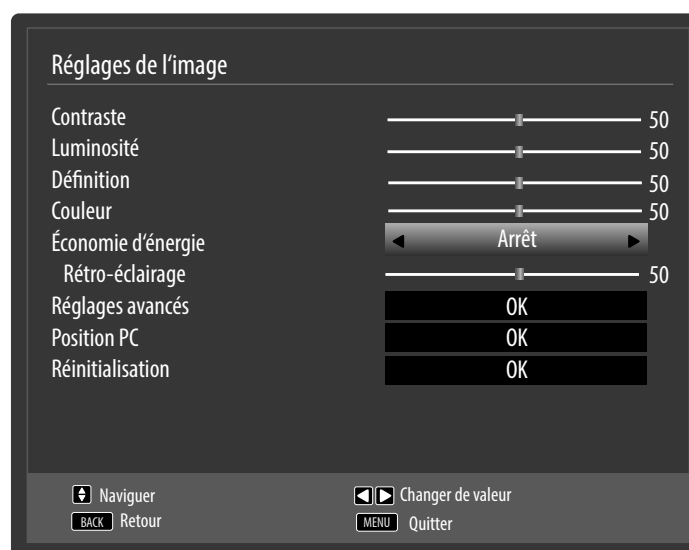 Réglages de l‘image
Contraste 50
Luminosité 50
Définition 50
Couleur 50
Économie d‘énergie Arrêt
Rétro-éclairage 50
Réglages avancés OK
Position PC OK
Réinitialisation OK
Naviguer Changer de valeur
BACK Retour MENU Quitter